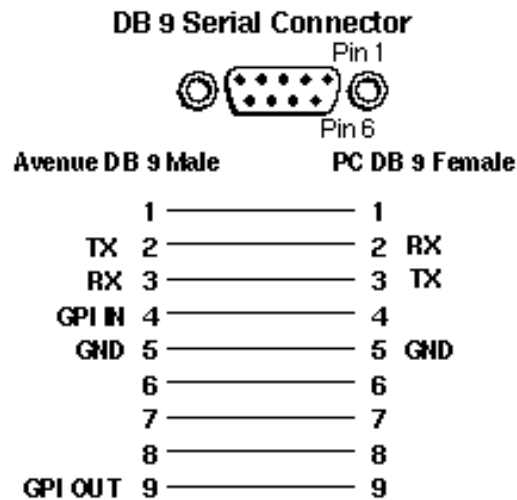 DB 9 Serial Connector
Pin 1
Pin 6
Avenue DB 9 Male PC DB 9 Female
1 1
TX 2 2 RX
RX 3 3 TX
GPI IN 4 4
GND 5 5 GND
6 6
7 7
8 8
GPI OUT 9 9